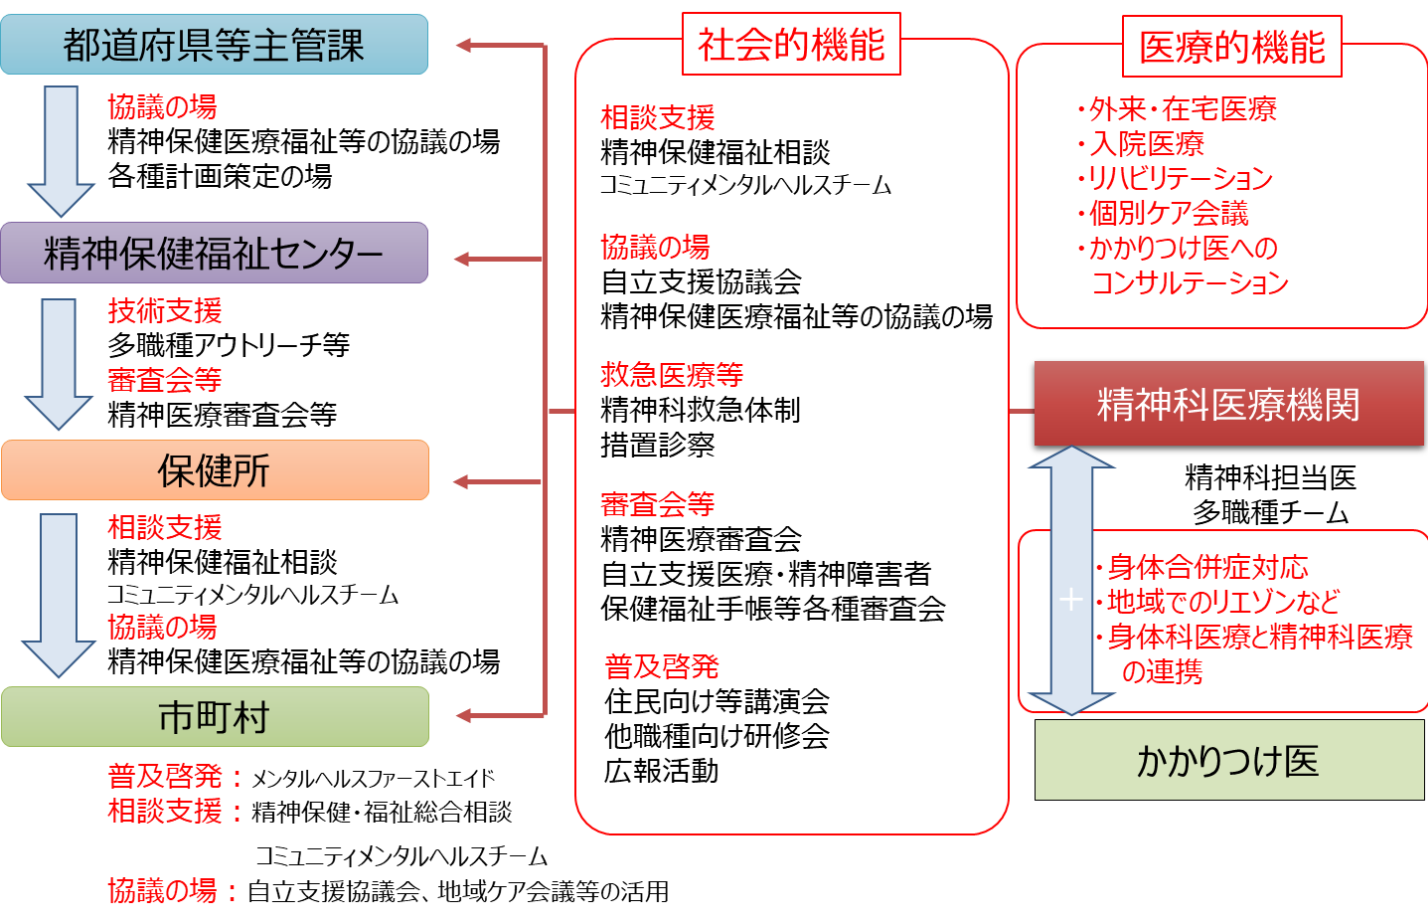 都道府県等主管課
協議の場
精神保健医療福祉等の協議の場
各種計画策定の場
精神保健福祉センター
技術支援
多職種アウトリーチ等
審査会等
精神医療審査会等
保健所
相談支援
精神保健福祉相談
コミュニティメンタルヘルスチーム
協議の場
精神保健医療福祉等の協議の場
市町村
普及啓発：メンタルヘルスファーストエイド
相談支援：精神保健・福祉総合相談
コミュニティメンタルヘルスチーム
協議の場：自立支援協議会、地域ケア会議等の活用
社会的機能
相談支援
精神保健福祉相談
コミュニティメンタルヘルスチーム
協議の場
自立支援協議会
精神保健医療福祉等の協議の場
救急医療等
精神科救急体制
措置診察
審査会等
精神医療審査会
自立支援医療・精神障害者
保健福祉手帳等各種審査会
普及啓発
住民向け等講演会
他職種向け研修会
広報活動
医療的機能
・外来・在宅医療
・入院医療
・リハビリテーション
・個別ケア会議
・かかりつけ医への
コンサルテーション
精神科医療機関
精神科担当医
多職種チーム
＋
・身体合併症対応
・地域でのリエゾンなど
・身体科医療と精神科医療
の連携
かかりつけ医